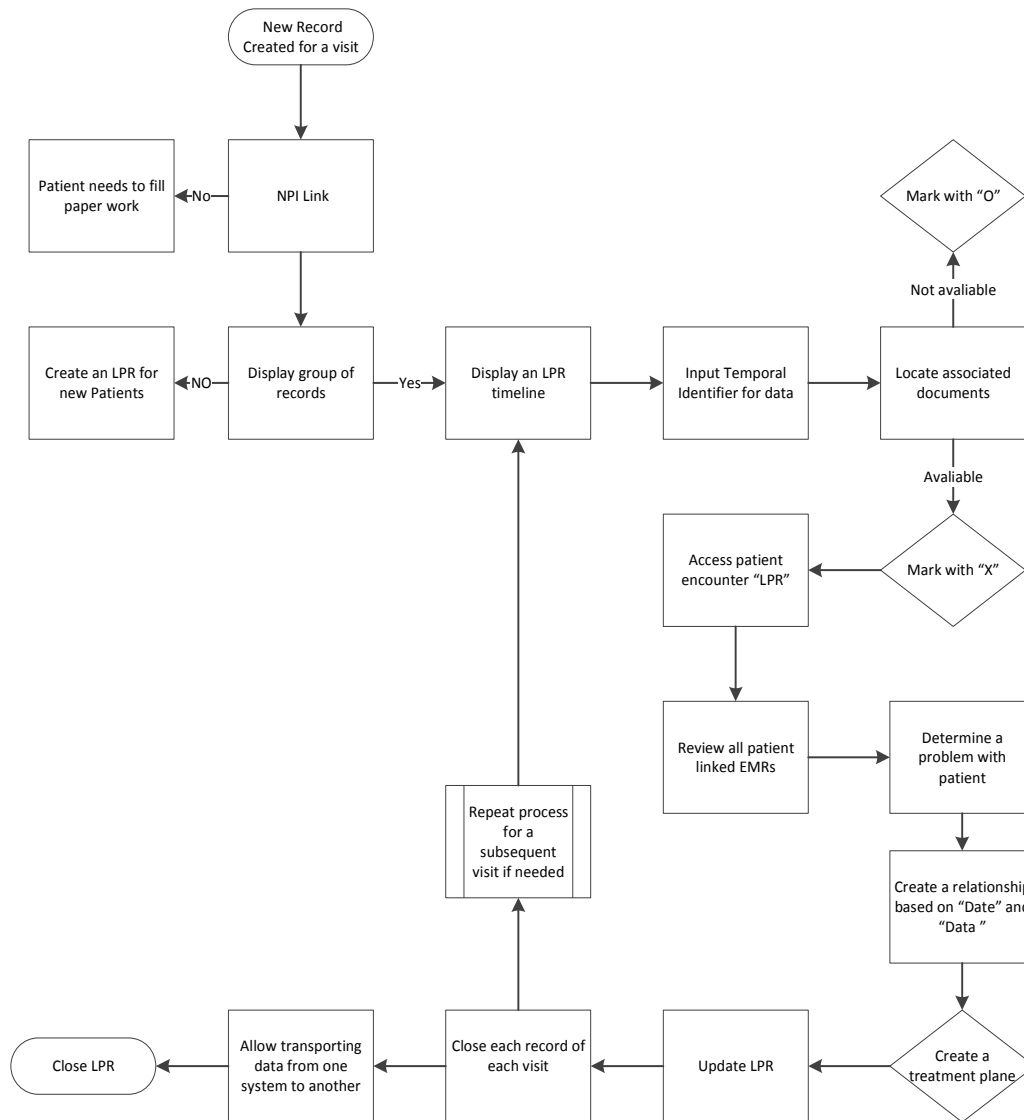 New Record
Created for a visit
Patient needs to fill
paper work
No
NPI Link
Mark with “O”
Not avaliable
Create an LPR for
new Patients
NO
Display group of
records
Yes
Display an LPR
timeline
Input Temporal
Identifier for data
Locate associated
documents
Avaliable
Access patient
encounter “LPR”
Mark with “X”
Review all patient
linked EMRs
Determine a
problem with
patient
Repeat process
for a
subsequent
visit if needed
Create a relationship
based on “Date” and
“Data ”
Close LPR
Allow transporting
data from one
system to another
Close each record of
each visit
Update LPR
Create a
treatment plane